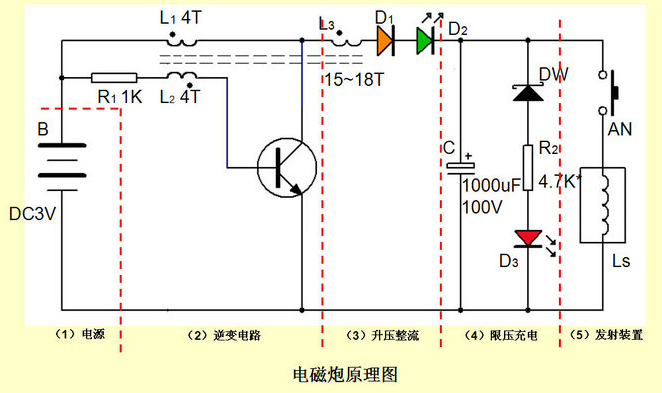 L1 4T
L3
D1
D2
15~18T
R1 1K
L2 4T
DW
B
AN
C
+
1000uF
100V
R2
4.7K*
DC3V
D3
Ls
（1）电源
（2）逆变电路
（3）升压整流
（4）限压充电
（5）发射装置
电磁炮原理图